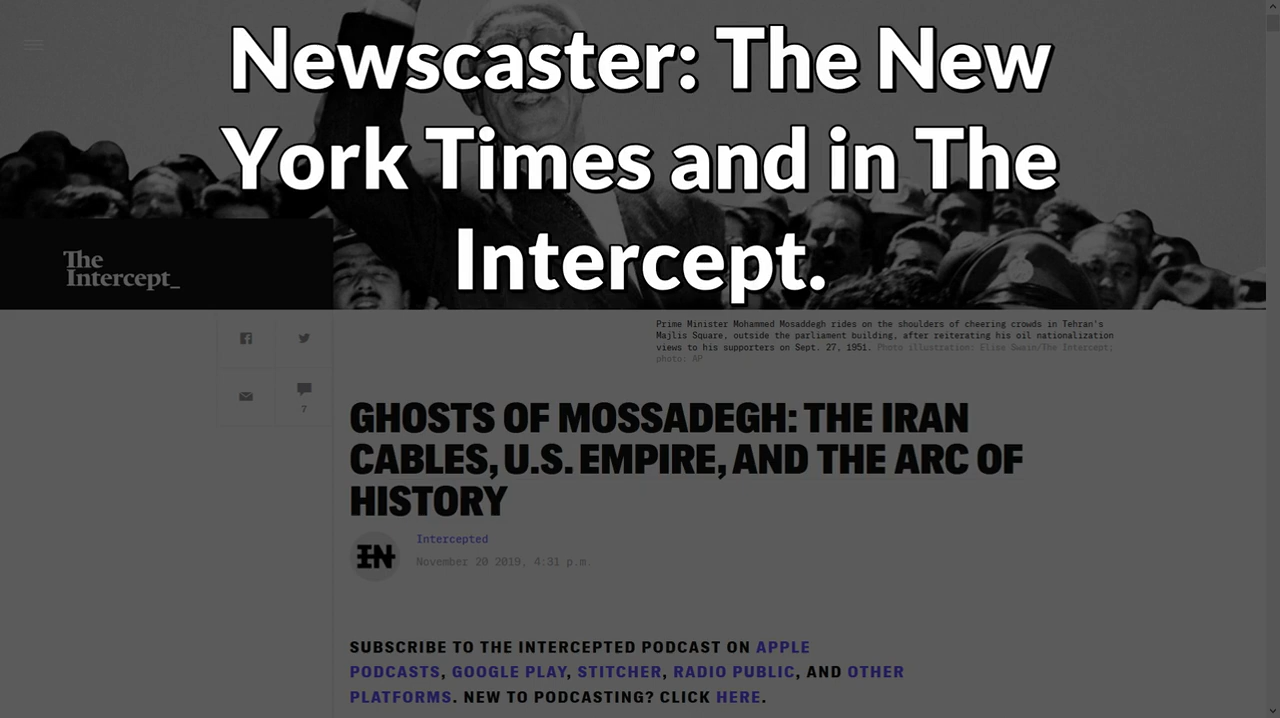 Newscaster: The New
York Times and in The
Intercept.
The
Intercept_
Prime Minister Mohammed Mosaddegh rides on the shoulders of cheering crowds in Tehran's
Majlis Square, outside the parliament building, after reiterating his oil nationalization
views to his supporters on Sept. 27, 1951. Photo illustration: Elise Swain/The Intercept;
photo: AP
7
GHOSTS OF MOSSADEGH: THE IRAN
CABLES, U.S. EMPIRE, AND THE ARC OF
HISTORY
IN
Intercepted
November 20 2019, 4:31 p.m.
SUBSCRIBE TO THE INTERCEPTED PODCAST ON APPLE
PODCASTS, GOOGLE PLAY, STITCHER, RADIO PUBLIC, AND OTHER
PLATFORMS. NEW TO PODCASTING? CLICK HERE.